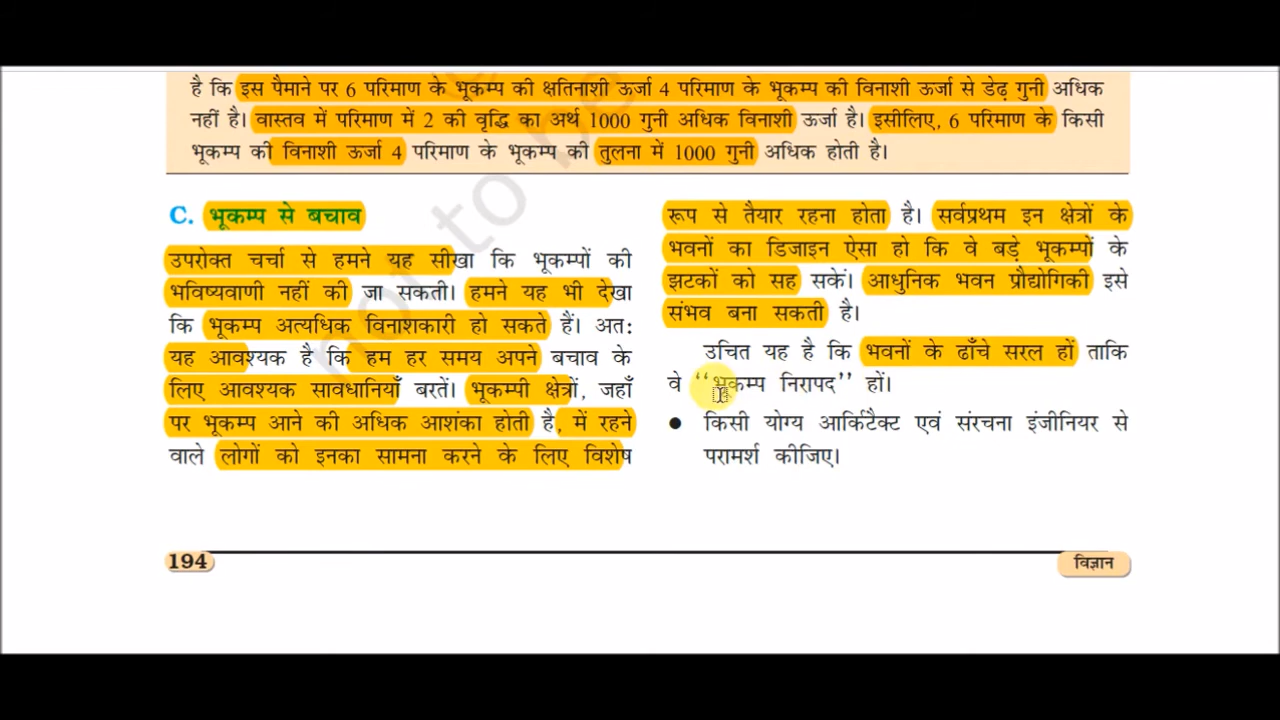 है कि इस पैमाने पर 6 परिमाण के भूकम्प की क्षतिनाशी ऊर्जा 4 परिमाण के भूकम्प की विनाशी ऊर्जा से डेढ़ गुनी अधिक
नहीं है। वास्तव में परिमाण में 2 की वृद्धि का अर्थ 1000 गुनी अधिक विनाशी ऊर्जा है। इसीलिए, 6 परिमाण के किसी
भूकम्प की विनाशी ऊर्जा 4 परिमाण के भूकम्प की तुलना में 1000 गुनी अधिक होती है।
C. भूकम्प से बचाव
उपरोक्त चर्चा से हमने यह सीखा कि भूकम्पों की
भविष्यवाणी नहीं की जा सकती। हमने यह भी देखा
कि भूकम्प अत्यधिक विनाशकारी हो सकते हैं। अत:
यह आवश्यक है कि हम हर समय अपने बचाव के
लिए आवश्यक सावधानियाँ बरतें। भूकम्पी क्षेत्रों, जहाँ
पर भूकम्प आने की अधिक आशंका होती है, में रहने
वाले लोगों को इनका सामना करने के लिए विशेष
रूप से तैयार रहना होता है। सर्वप्रथम इन क्षेत्रों के
भवनों का डिजाइन ऐसा हो कि वे बड़े भूकम्पों के
झटकों को सह सकें। आधुनिक भवन प्रौद्योगिकी इसे
संभव बना सकती है।
उचित यह है कि भवनों के ढाँचे सरल हों ताकि
वे ‘‘भूकम्प निरापद’’ हों।
● किसी योग्य आर्किटैक्ट एवं संरचना इंजीनियर से
परामर्श कीजिए।
194
विज्ञान
not to be